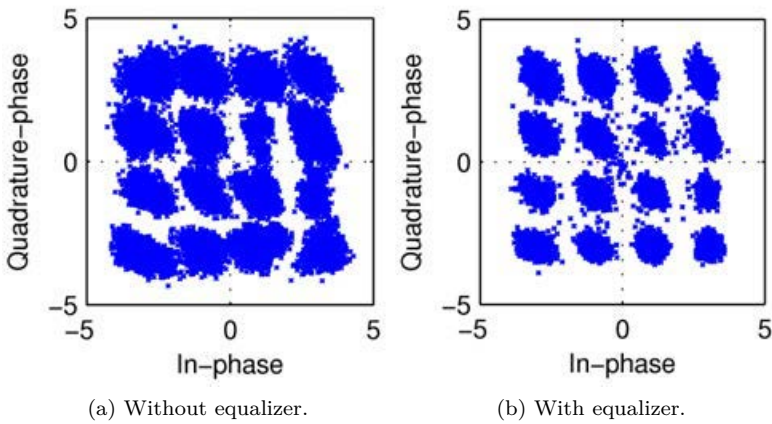 5
0
−5
−5 0 5
Quadrature−phase
In−phase
(a) Without equalizer.
5
0
−5
−5 0 5
Quadrature−phase
In−phase
(b) With equalizer.